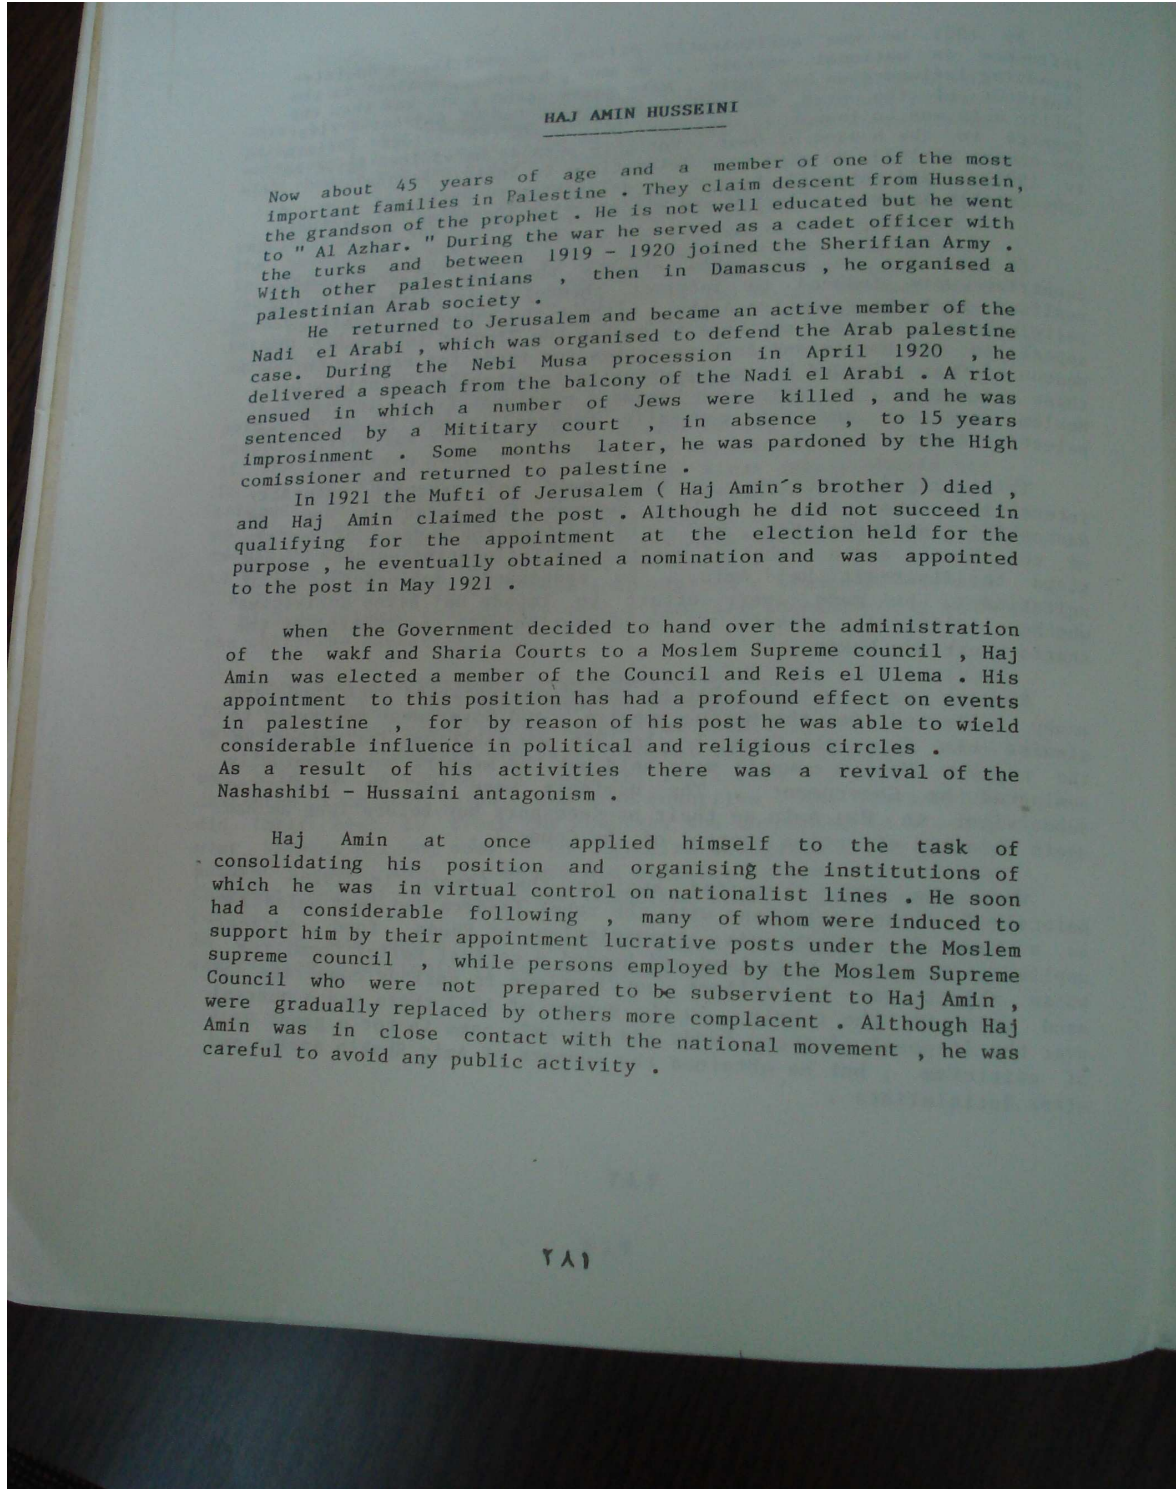 HAJ AMIN HUSSEINI
Now about 45 years of age and a member of one of the most
important families in Palestine . They claim descent from Hussein,
the grandson of the prophet . He is not well educated but he went
to " Al Azhar. " During the war he served as a cadet officer with
the turks and between 1919 - 1920 joined the Sherifian Army .
With other palestinians , then in Damascus , he organised a
palestinian Arab society .
He returned to Jerusalem and became an active member of the
Nadi el Arabi , which was organised to defend the Arab palestine
case. During the Nebi Musa procession in April 1920 , he
delivered a speach from the balcony of the Nadi el Arabi . A riot
ensued in which a number of Jews were killed , and he was
sentenced by a Mititary court , in absence , to 15 years
improsinment . Some months later, he was pardoned by the High
comissioner and returned to palestine .
In 1921 the Mufti of Jerusalem ( Haj Amin´s brother ) died ,
and Haj Amin claimed the post . Although he did not succeed in
qualifying for the appointment at the election held for the
purpose , he eventually obtained a nomination and was appointed
to the post in May 1921 .
when the Government decided to hand over the administration
of the wakf and Sharia Courts to a Moslem Supreme council , Haj
Amin was elected a member of the Council and Reis el Ulema . His
appointment to this position has had a profound effect on events
in palestine , for by reason of his post he was able to wield
considerable influence in political and religious circles .
As a result of his activities there was a revival of the
Nashashibi - Hussaini antagonism .
Haj Amin at once applied himself to the task of
consolidating his position and organising the institutions of
which he was in virtual control on nationalist lines . He soon
had a considerable following , many of whom were induced to
support him by their appointment lucrative posts under the Moslem
supreme council , while persons employed by the Moslem Supreme
Council who were not prepared to be subservient to Haj Amin ,
were gradually replaced by others more complacent . Although Haj
Amin was in close contact with the national movement , he was
careful to avoid any public activity .
٢٨١